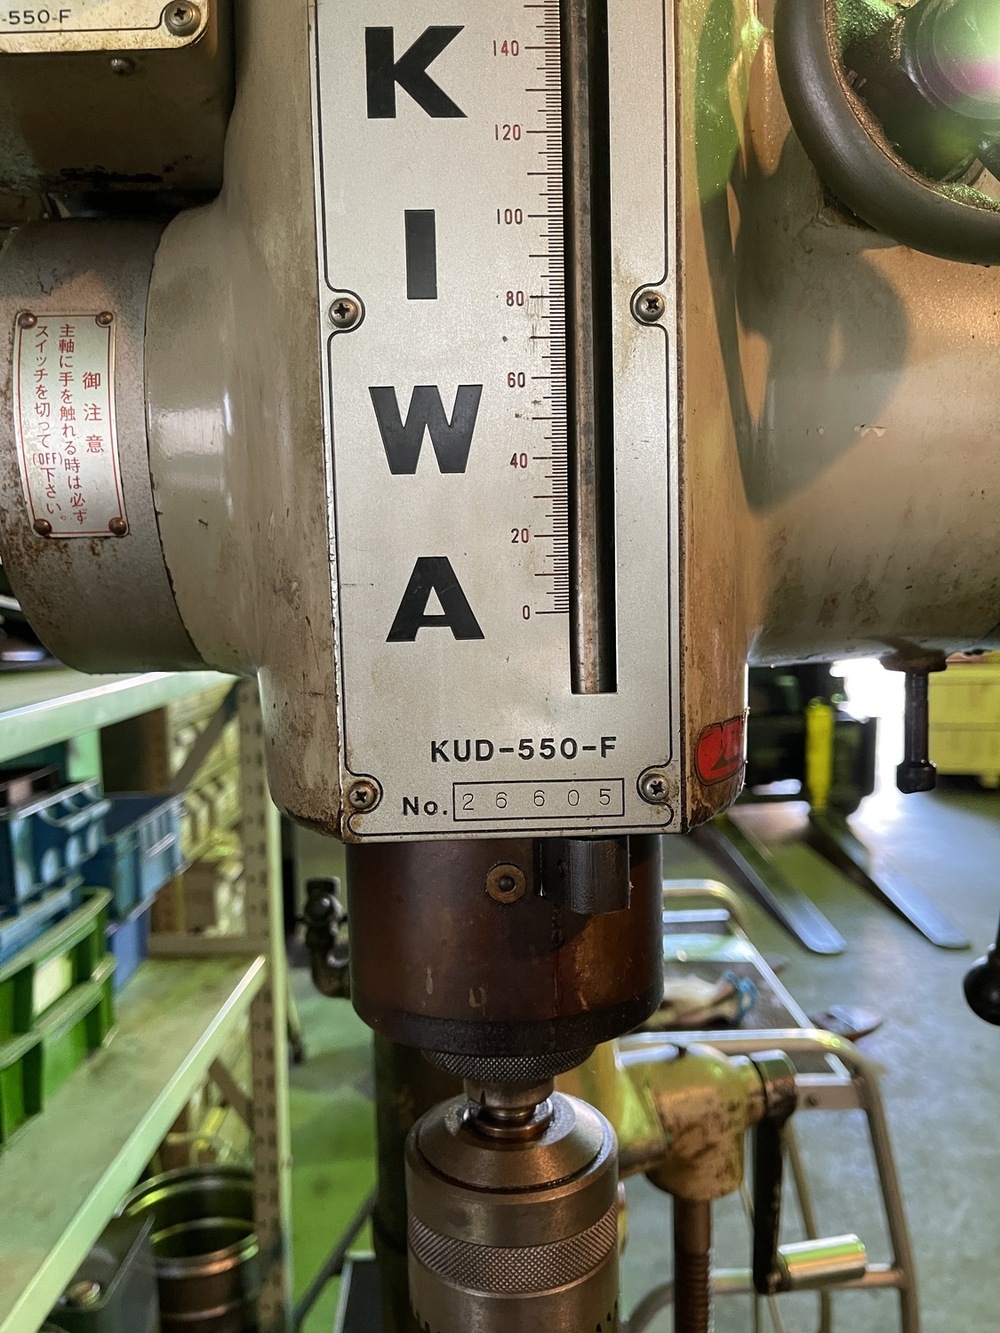 -550-F
K
I
W
A
140
120
100
80
60
40
20
0
KUD-550-F
No. 26605
御注意
主軸に手を触れる時は必ず
スイッチを切って(OFF)下さい。